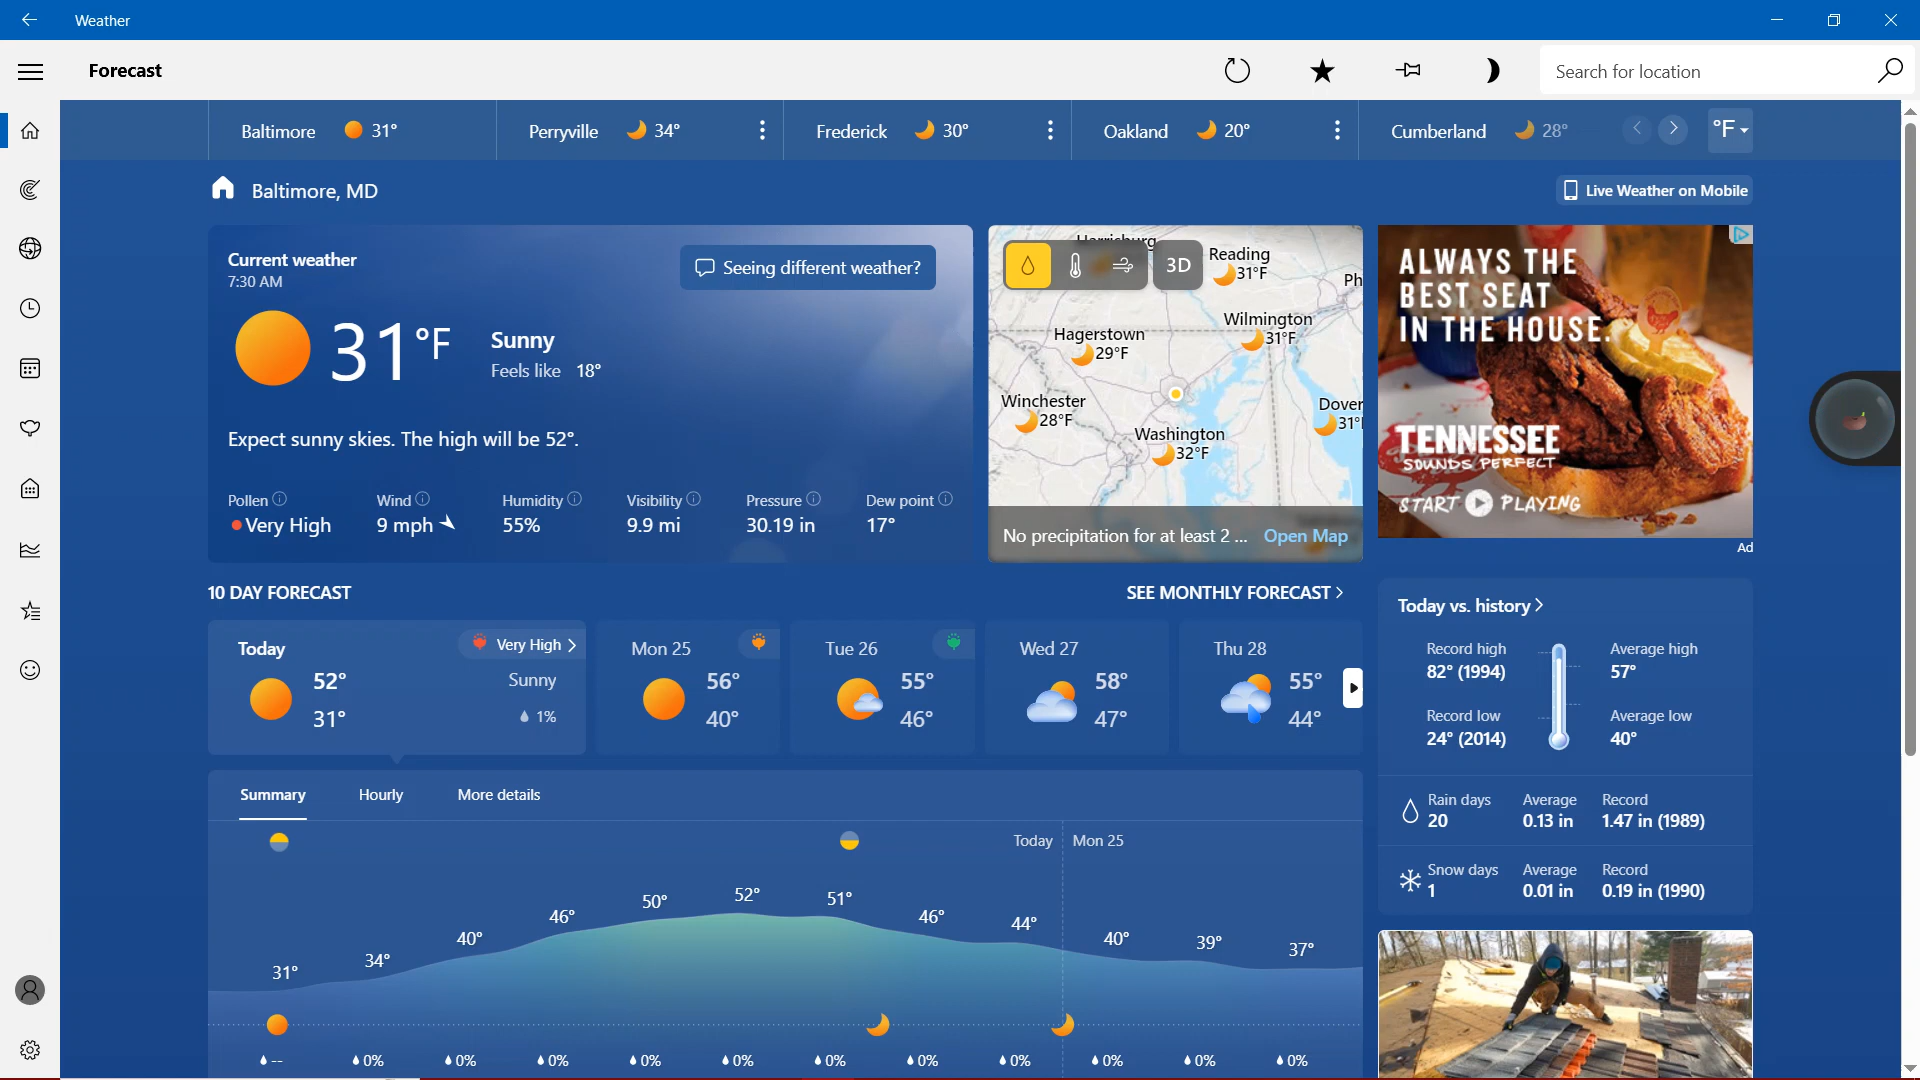 Weather
Forecast
Search for location
Baltimore 31°
Perryville 34°
Frederick 30°
Oakland 20°
Cumberland 28°
°F
Baltimore, MD
Live Weather on Mobile
Current weather
7:30 AM
Seeing different weather?
31°F
Sunny
Feels like 18°
Expect sunny skies. The high will be 52°.
Pollen Wind Humidity Visibility Pressure Dew point
Very High 9 mph 55% 9.9 mi 30.19 in 17°
Harrisburg
3D
Reading
31°F
Ph
Wilmington
31°F
Hagerstown
29°F
Winchester
28°F
Dover
31°F
Washington
32°F
No precipitation for at least 2 ... Open Map
ALWAYS THE
BEST SEAT
IN THE HOUSE.
TENNESSEE
SOUNDS PERFECT
START PLAYING
Ad
10 DAY FORECAST
SEE MONTHLY FORECAST
Today Very High
52° Sunny
31° 1%
Mon 25
56°
40°
Tue 26
55°
46°
Wed 27
58°
47°
Thu 28
55°
44°
Today vs. history
Record high Average high
82° (1994) 57°
Record low Average low
24° (2014) 40°
Rain days Average Record
20 0.13 in 1.47 in (1989)
Snow days Average Record
1 0.01 in 0.19 in (1990)
Summary Hourly More details
Today Mon 25
31° 34° 40° 46° 50° 52° 51° 46° 44° 40° 39° 37°
-- 0% 0% 0% 0% 0% 0% 0% 0% 0% 0% 0%